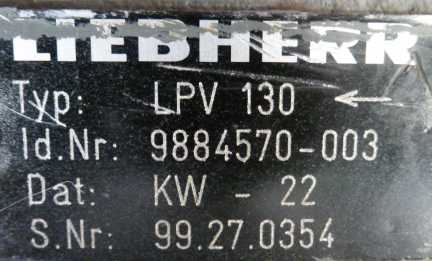 LIEBHERR
Typ: LPV 130 ←
Id.Nr: 9884570-003
Dat: KW - 22
S.Nr: 99.27.0354